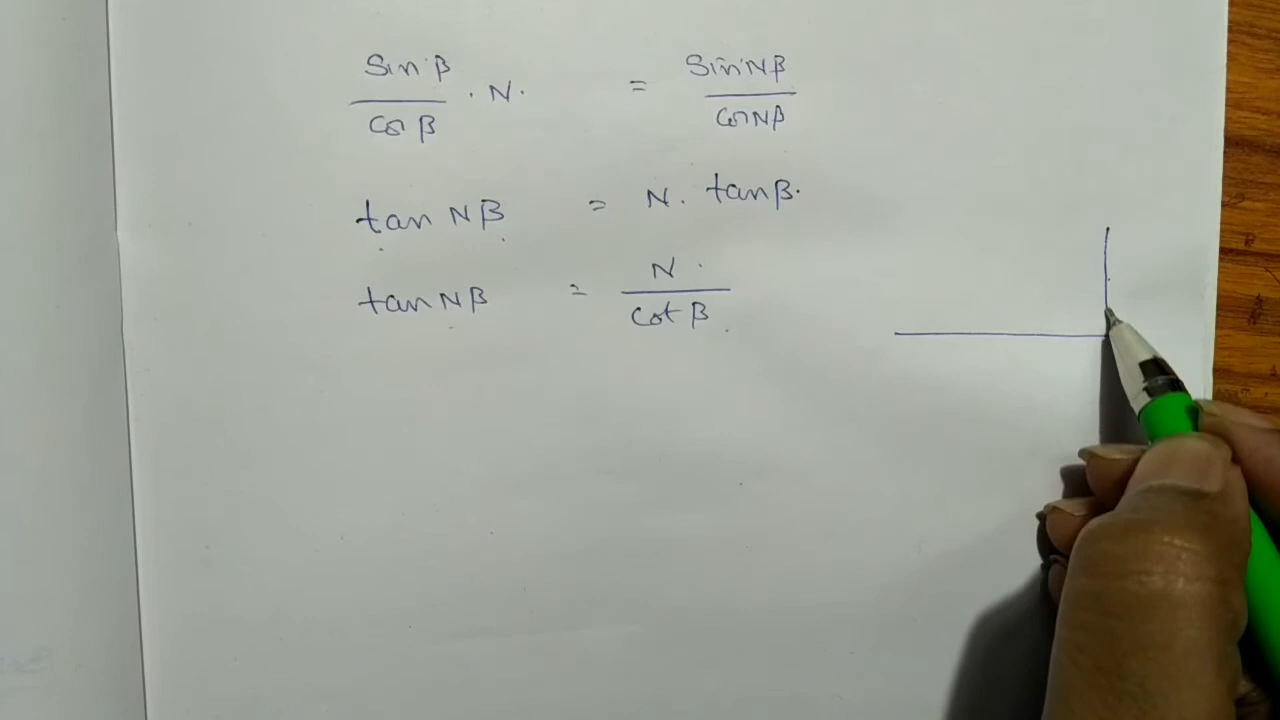 Sin β / cos β . N. = Sin Nβ / cos Nβ
tan Nβ = N. tan β.
tan Nβ = N / cot β